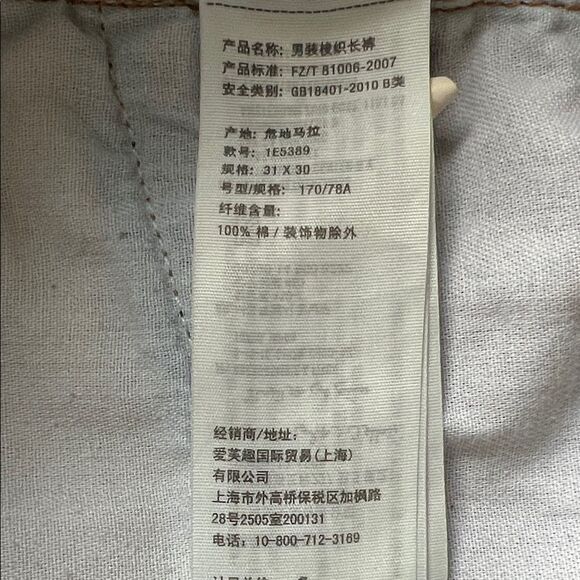 产品名称: 男装梭织长裤
产品标准: FZ/T 81006-2007
安全类别: GB18401-2010 B类
产地: 危地马拉
款号: 1E5389
规格: 31 X 30
号型/规格: 170/78A
纤维含量:
100% 棉 / 装饰物除外
经销商/地址:
爱芙趣国际贸易(上海)
有限公司
上海市外高桥保税区加枫路
28号2505室200131
电话: 10-800-712-3169